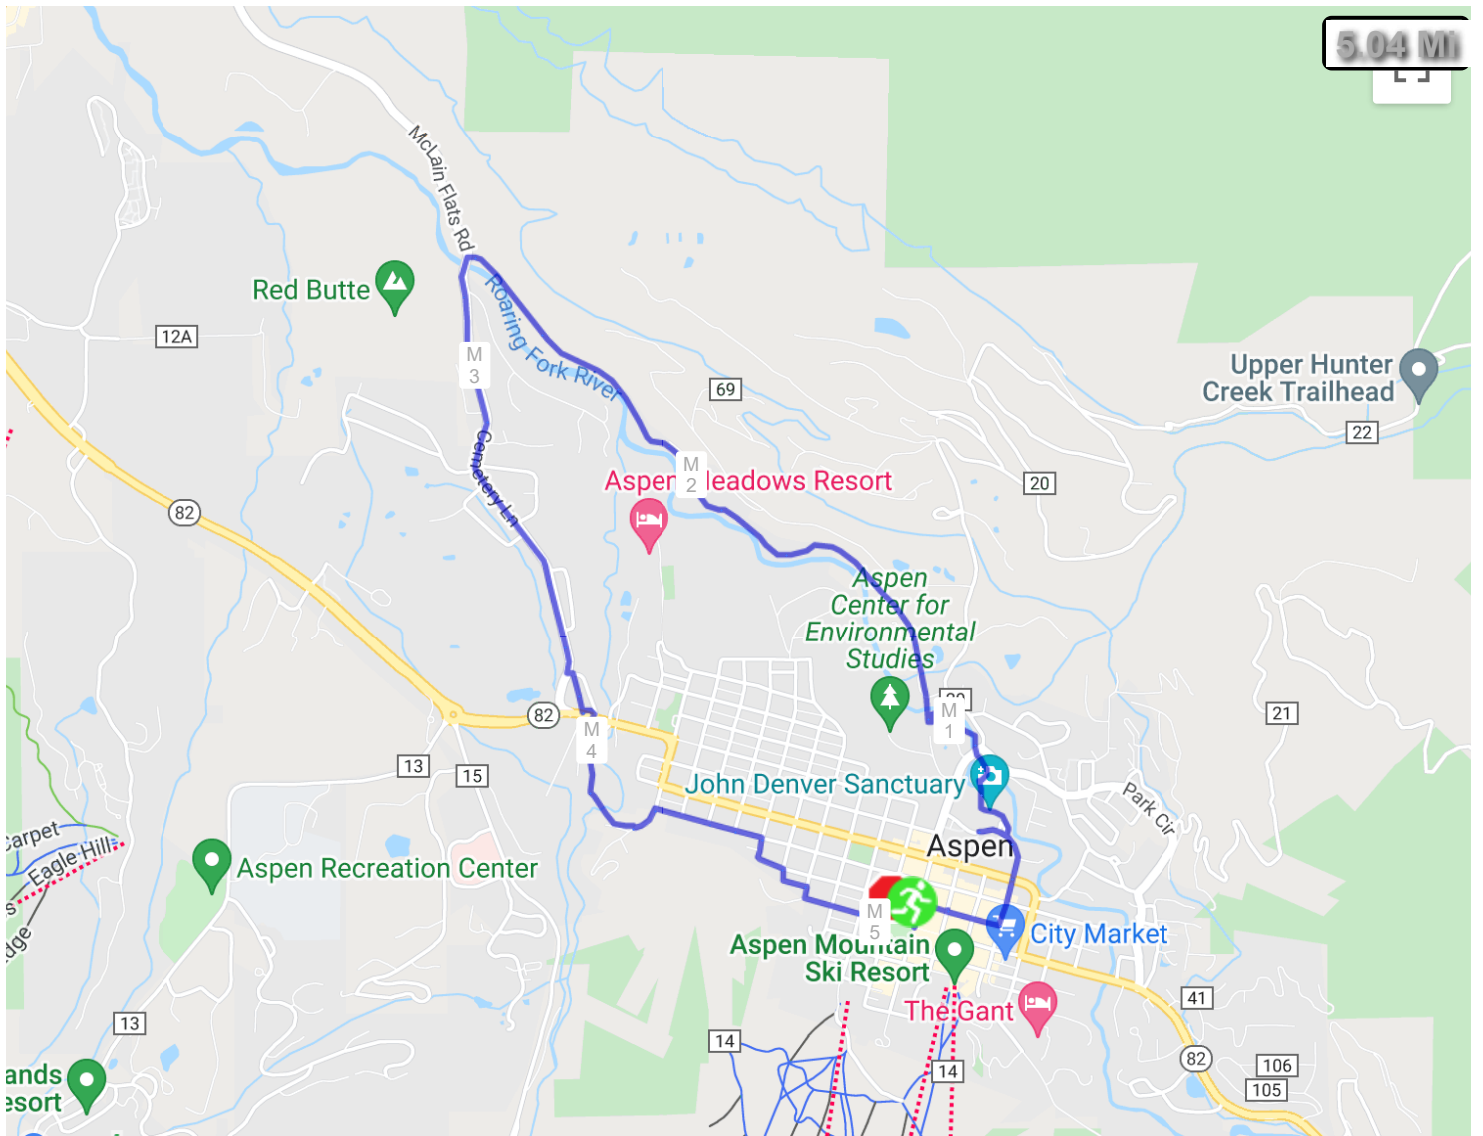 5.04 Mi
McLain Flats Rd
Red Butte
Roaring Fork River
12A
M
3
69
Upper Hunter
Creek Trailhead
22
Cemetery Ln
M
2
Aspen Meadows Resort
20
82
Aspen
Center for
Environmental
Studies
82
M
1
21
M
4
13
15
John Denver Sanctuary
Park Cir
Carpet
Eagle Hill
Aspen
Aspen Recreation Center
M
5
City Market
Aspen Mountain
Ski Resort
The Gant
41
13
14
82
106
14
105
ands
esort